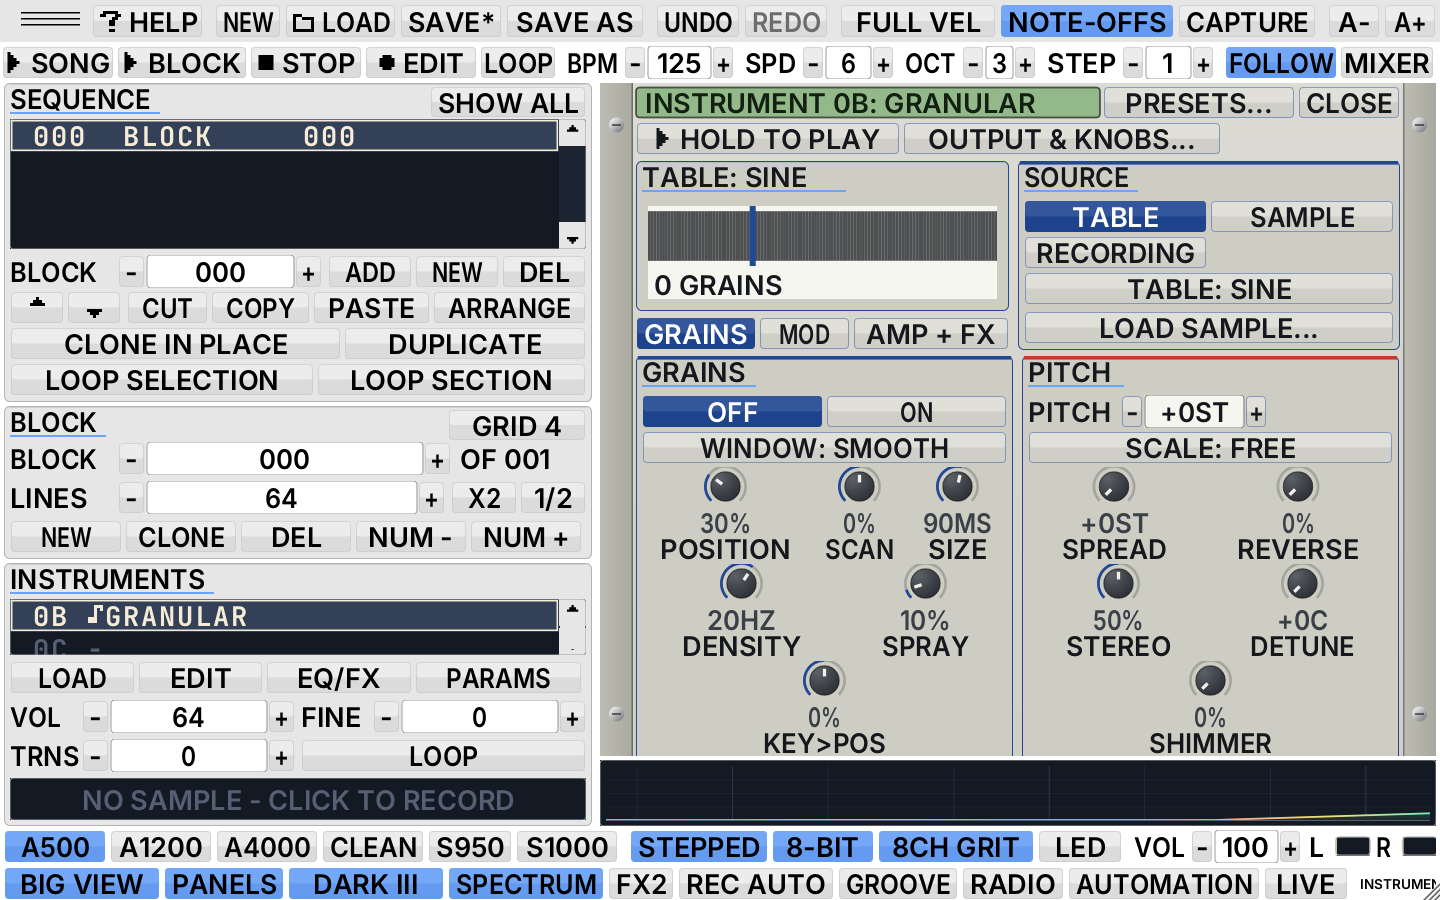 HELP NEW LOAD SAVE* SAVE AS UNDO REDO FULL VEL NOTE-OFFS CAPTURE A- A+
SONG BLOCK STOP EDIT LOOP BPM - 125 + SPD - 6 + OCT - 3 + STEP - 1 + FOLLOW MIXER
SEQUENCE SHOW ALL
000 BLOCK 000
BLOCK - 000 + ADD NEW DEL
CUT COPY PASTE ARRANGE
CLONE IN PLACE DUPLICATE
LOOP SELECTION LOOP SECTION
BLOCK GRID 4
BLOCK - 000 + OF 001
LINES - 64 + X2 1/2
NEW CLONE DEL NUM - NUM +
INSTRUMENTS
0B GRANULAR
0C -
LOAD EDIT EQ/FX PARAMS
VOL - 64 + FINE - 0 +
TRNS - 0 + LOOP
NO SAMPLE - CLICK TO RECORD
INSTRUMENT 0B: GRANULAR PRESETS... CLOSE
HOLD TO PLAY OUTPUT & KNOBS...
TABLE: SINE
0 GRAINS
SOURCE
TABLE SAMPLE
RECORDING
TABLE: SINE
LOAD SAMPLE...
GRAINS MOD AMP + FX
GRAINS
OFF ON
WINDOW: SMOOTH
30% 0% 90MS
POSITION SCAN SIZE
20HZ 10%
DENSITY SPRAY
0%
KEY>POS
PITCH
PITCH - +0ST +
SCALE: FREE
+0ST 0%
SPREAD REVERSE
50% +0C
STEREO DETUNE
0%
SHIMMER
A500 A1200 A4000 CLEAN S950 S1000 STEPPED 8-BIT 8CH GRIT LED VOL - 100 + L R
BIG VIEW PANELS DARK III SPECTRUM FX2 REC AUTO GROOVE RADIO AUTOMATION LIVE